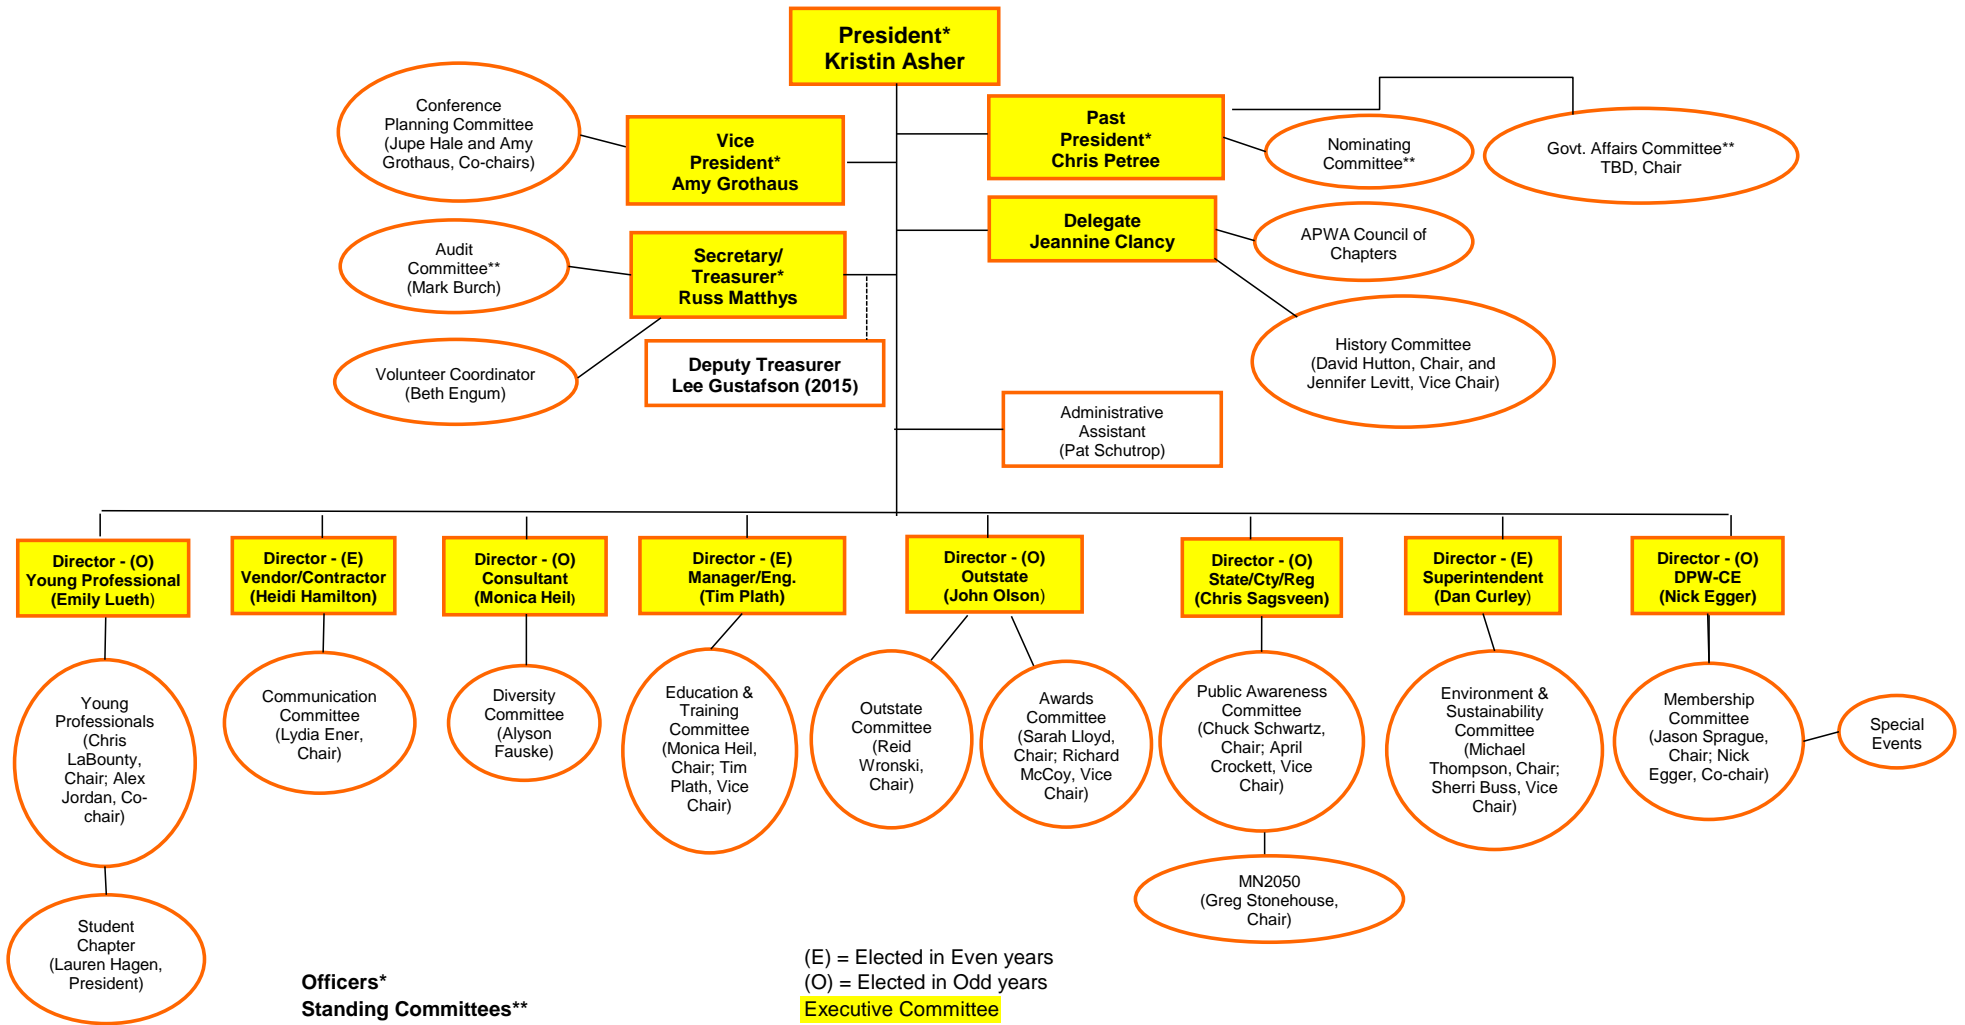 President*
Kristin Asher
Conference
Planning Committee
(Jupe Hale and Amy
Grothaus, Co-chairs)
Vice
President*
Amy Grothaus
Past
President*
Chris Petree
Nominating
Committee**
Govt. Affairs Committee**
TBD, Chair
Audit
Committee**
(Mark Burch)
Secretary/
Treasurer*
Russ Matthys
Delegate
Jeannine Clancy
APWA Council of
Chapters
Volunteer Coordinator
(Beth Engum)
Deputy Treasurer
Lee Gustafson (2015)
History Committee
(David Hutton, Chair, and
Jennifer Levitt, Vice Chair)
Administrative
Assistant
(Pat Schutrop)
Director - (O)
Young Professional
(Emily Lueth)
Director - (E)
Vendor/Contractor
(Heidi Hamilton)
Director - (O)
Consultant
(Monica Heil)
Director - (E)
Manager/Eng.
(Tim Plath)
Director - (O)
Outstate
(John Olson)
Director - (O)
State/Cty/Reg
(Chris Sagsveen)
Director - (E)
Superintendent
(Dan Curley)
Director - (O)
DPW-CE
(Nick Egger)
Young
Professionals
(Chris
LaBounty,
Chair; Alex
Jordan, Co-
chair)
Communication
Committee
(Lydia Ener,
Chair)
Diversity
Committee
(Alyson
Fauske)
Education &
Training
Committee
(Monica Heil,
Chair; Tim
Plath, Vice
Chair)
Outstate
Committee
(Reid
Wronski,
Chair)
Awards
Committee
(Sarah Lloyd,
Chair; Richard
McCoy, Vice
Chair)
Public Awareness
Committee
(Chuck Schwartz,
Chair; April
Crockett, Vice
Chair)
Environment &
Sustainability
Committee
(Michael
Thompson, Chair;
Sherri Buss, Vice
Chair)
Membership
Committee
(Jason Sprague,
Chair; Nick
Egger, Co-chair)
Special
Events
Student
Chapter
(Lauren Hagen,
President)
MN2050
(Greg Stonehouse,
Chair)
Officers*
Standing Committees**
(E) = Elected in Even years
(O) = Elected in Odd years
Executive Committee